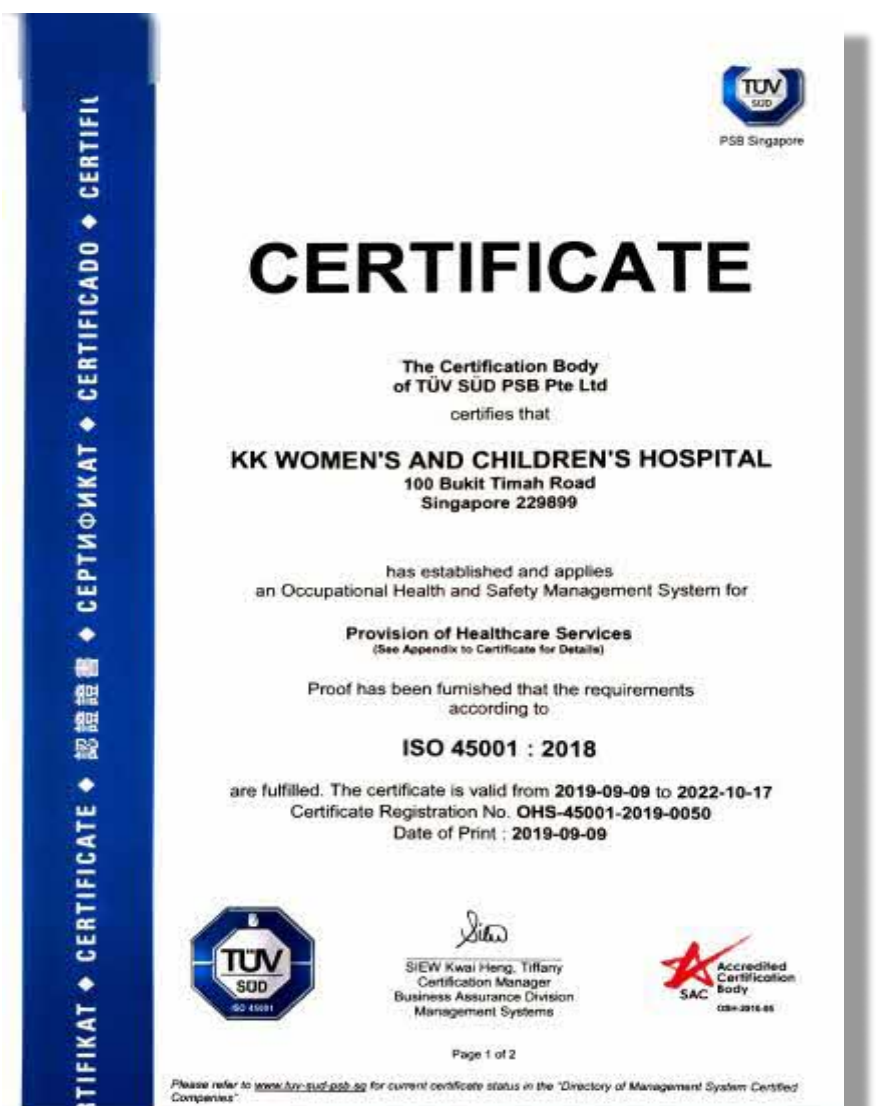 TÜV
SÜD
PSB Singapore
CERTIFICATE
The Certification Body
of TÜV SÜD PSB Pte Ltd
certifies that
KK WOMEN'S AND CHILDREN'S HOSPITAL
100 Bukit Timah Road
Singapore 229899
has established and applies
an Occupational Health and Safety Management System for
Provision of Healthcare Services
(See Appendix to Certificate for Details)
Proof has been furnished that the requirements
according to
ISO 45001 : 2018
are fulfilled. The certificate is valid from 2019-09-09 to 2022-10-17
Certificate Registration No. OHS-45001-2019-0050
Date of Print : 2019-09-09
TÜV
SÜD
ISO 45001
SIEW Kwai Heng, Tiffany
Certification Manager
Business Assurance Division
Management Systems
SAC
Accredited
Certification
Body
Page 1 of 2
Please refer to www.tuv-sud-psb.sg for current certificate status in the "Directory of Management System Certified
Companies".
RTIFIKAT ◆ CERTIFICATE ◆ 認證證書 ◆ СЕРТИФИКАТ ◆ CERTIFICADO ◆ CERTIFI